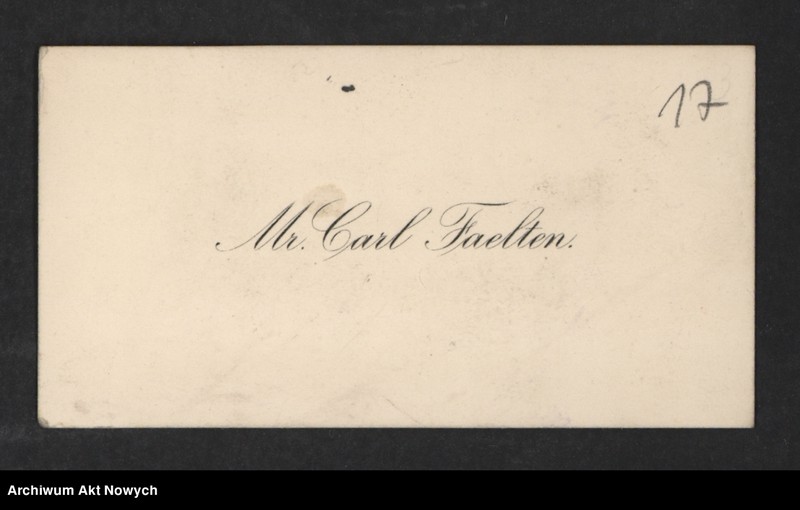 17
Mr. Carl Faelten.
Archiwum Akt Nowych